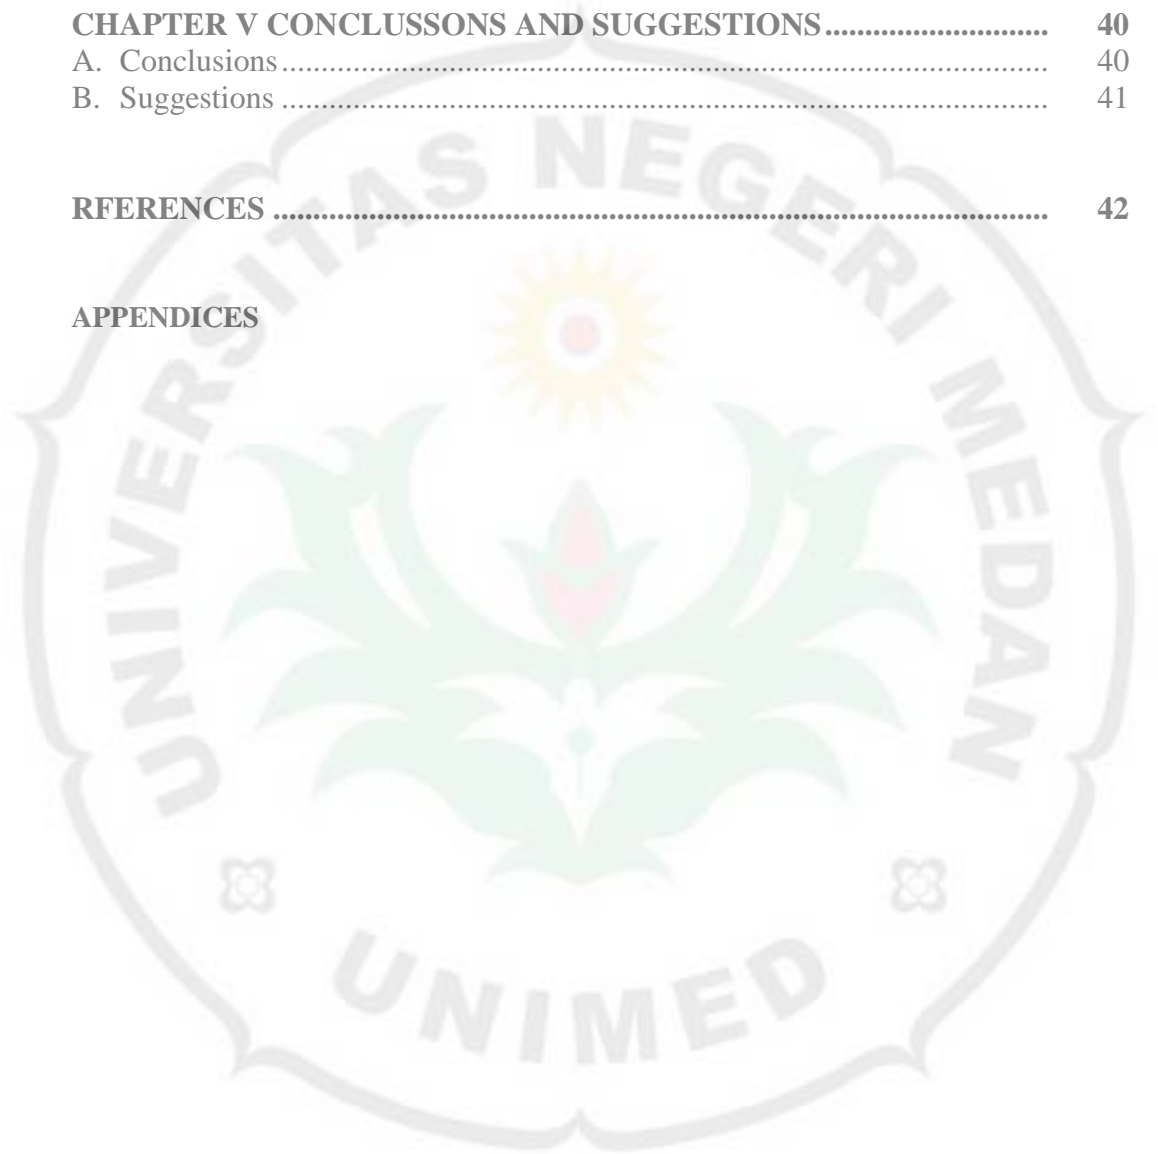 CHAPTER V CONCLUSSONS AND SUGGESTIONS ............................ 40
A. Conclusions ................................................................................................ 40
B. Suggestions ................................................................................................ 41
RFERENCES ................................................................................................ 42
APPENDICES
UNIVERSITAS NEGERI MEDAN
UNIMED